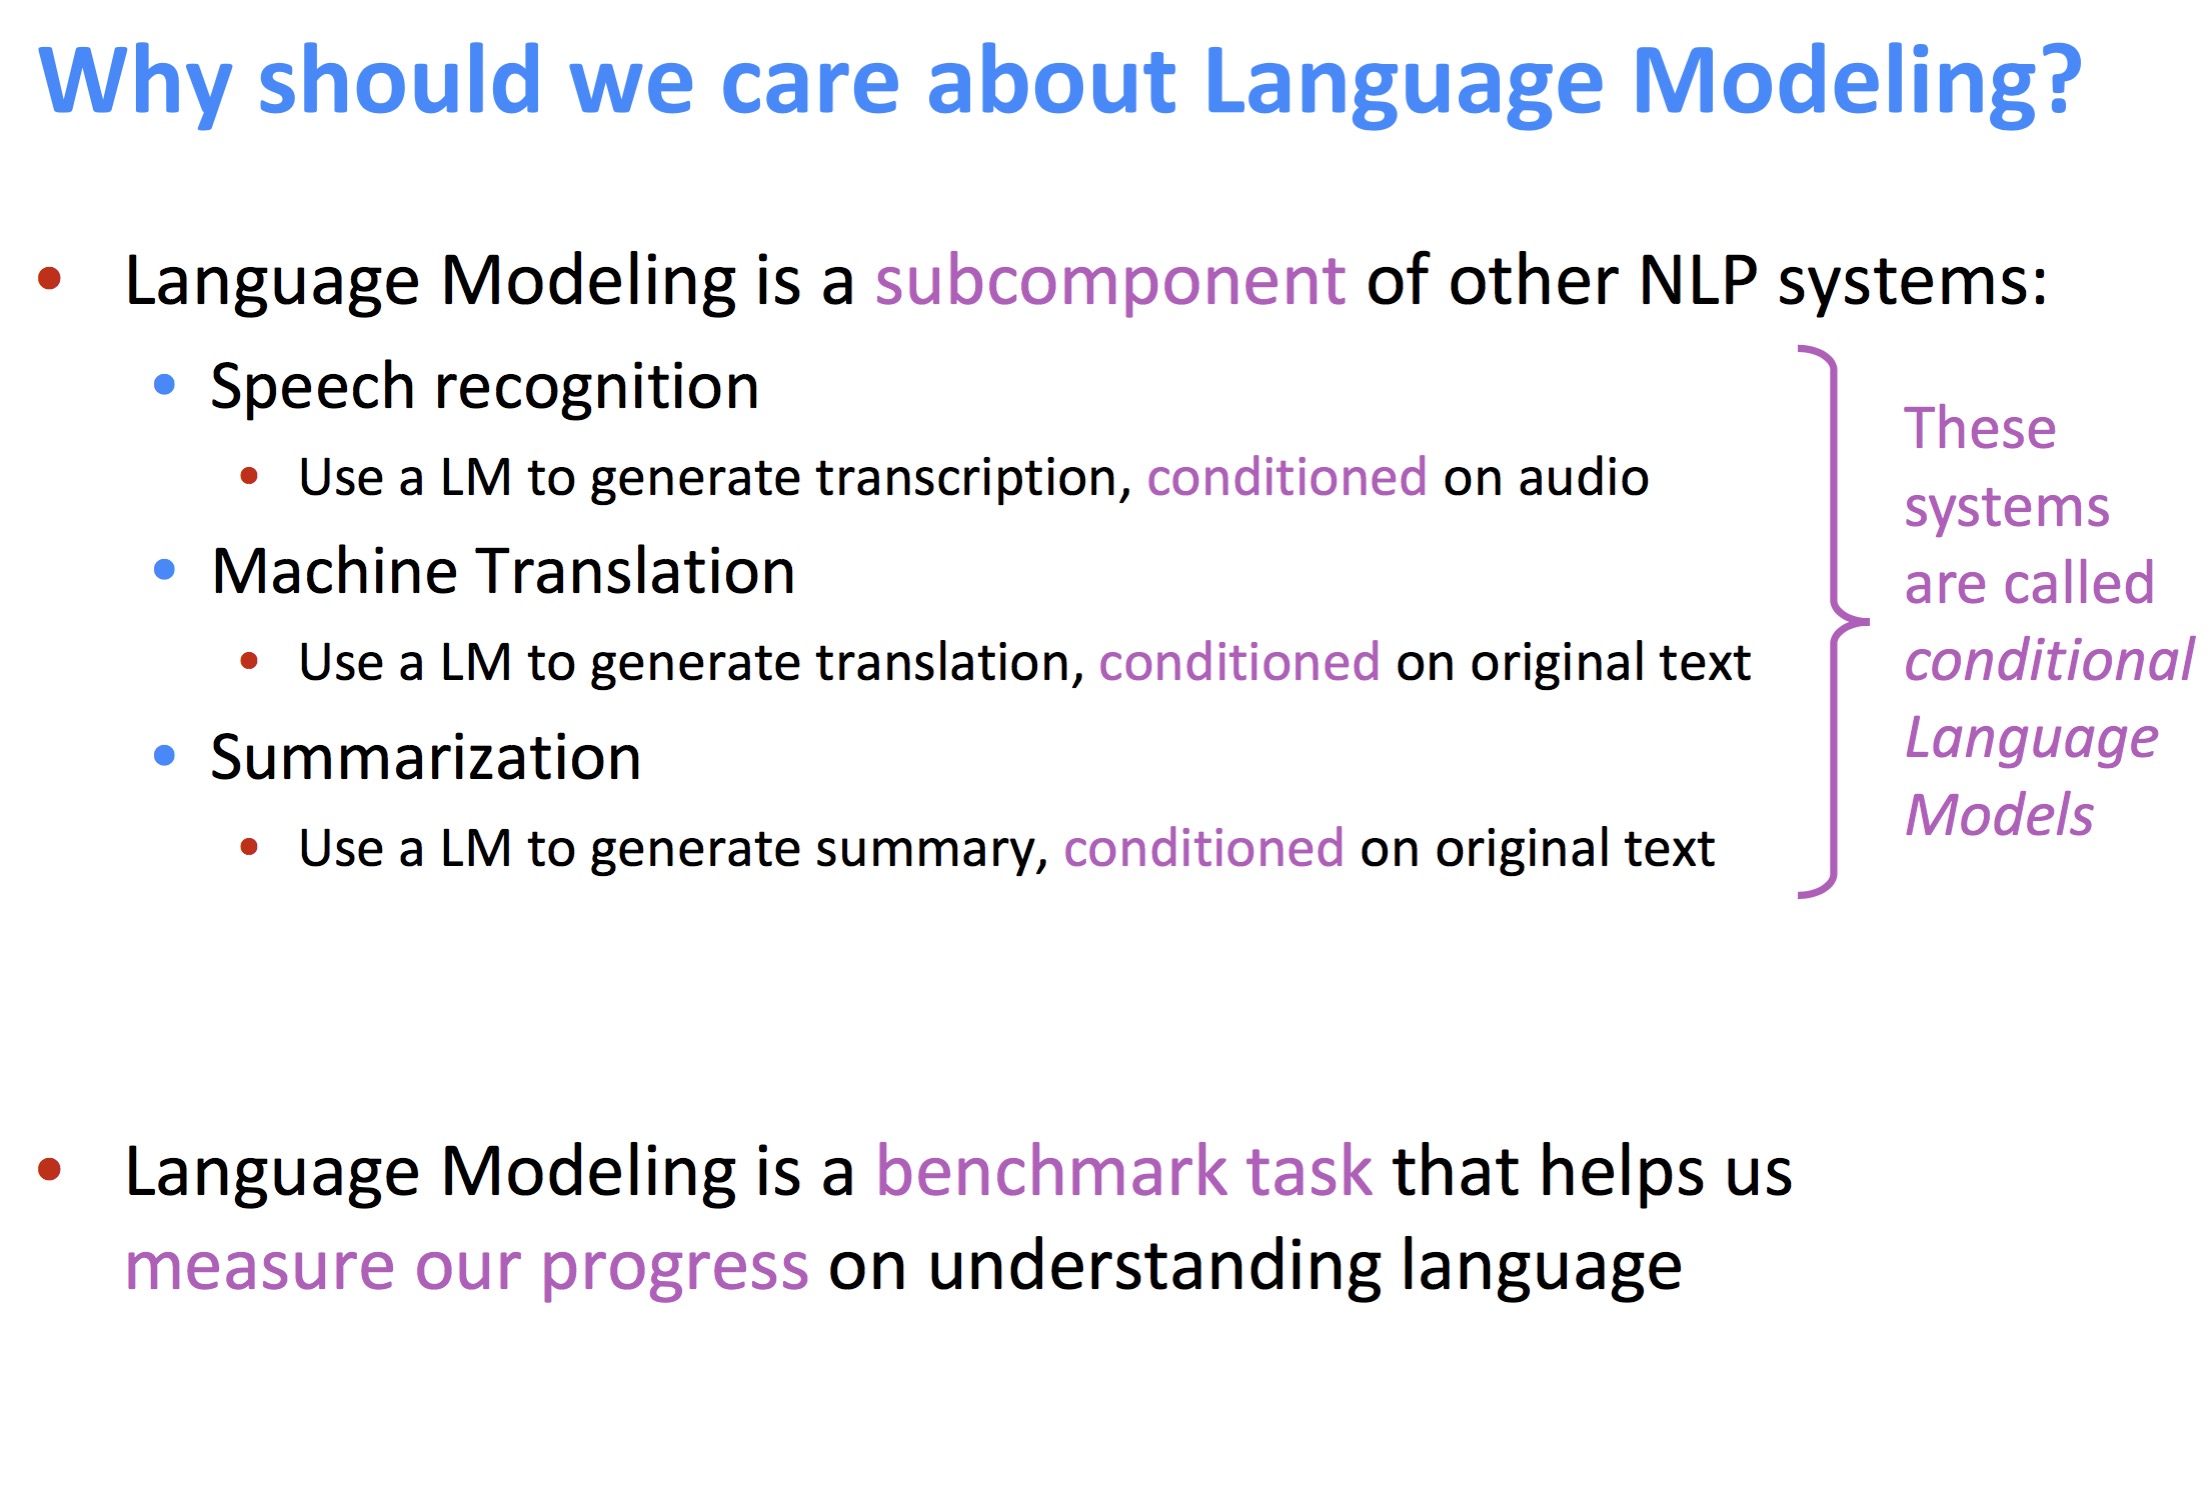 Why should we care about Language Modeling?
• Language Modeling is a subcomponent of other NLP systems:
• Speech recognition
• Use a LM to generate transcription, conditioned on audio
• Machine Translation
• Use a LM to generate translation, conditioned on original text
• Summarization
• Use a LM to generate summary, conditioned on original text
These
systems
are called
conditional
Language
Models
• Language Modeling is a benchmark task that helps us
measure our progress on understanding language